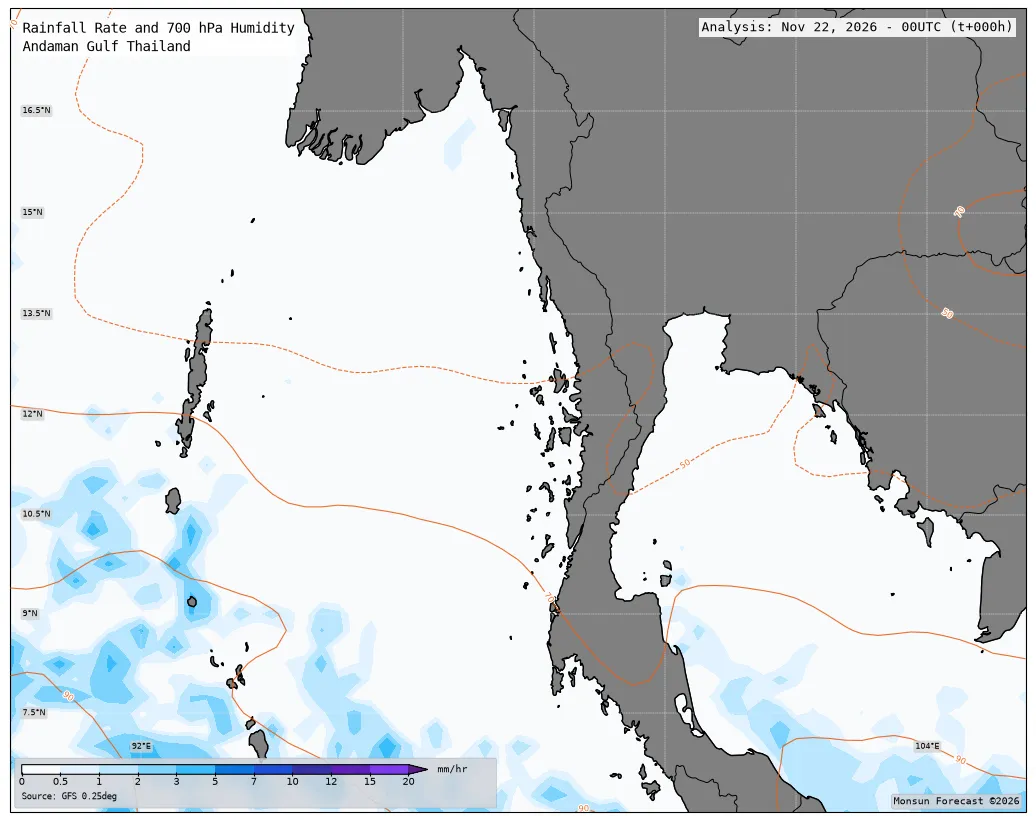 Rainfall Rate and 700 hPa Humidity
Andaman Gulf Thailand
Analysis: Nov 22, 2026 - 00UTC (t+000h)
16.5°N
15°N
70
50
13.5°N
12°N
50
10.5°N
70
9°N
90
7.5°N
92°E
104°E
90
0 0.5 1 2 3 5 7 10 12 15 20
mm/hr
Source: GFS 0.25deg
90
Monsun Forecast ©2026